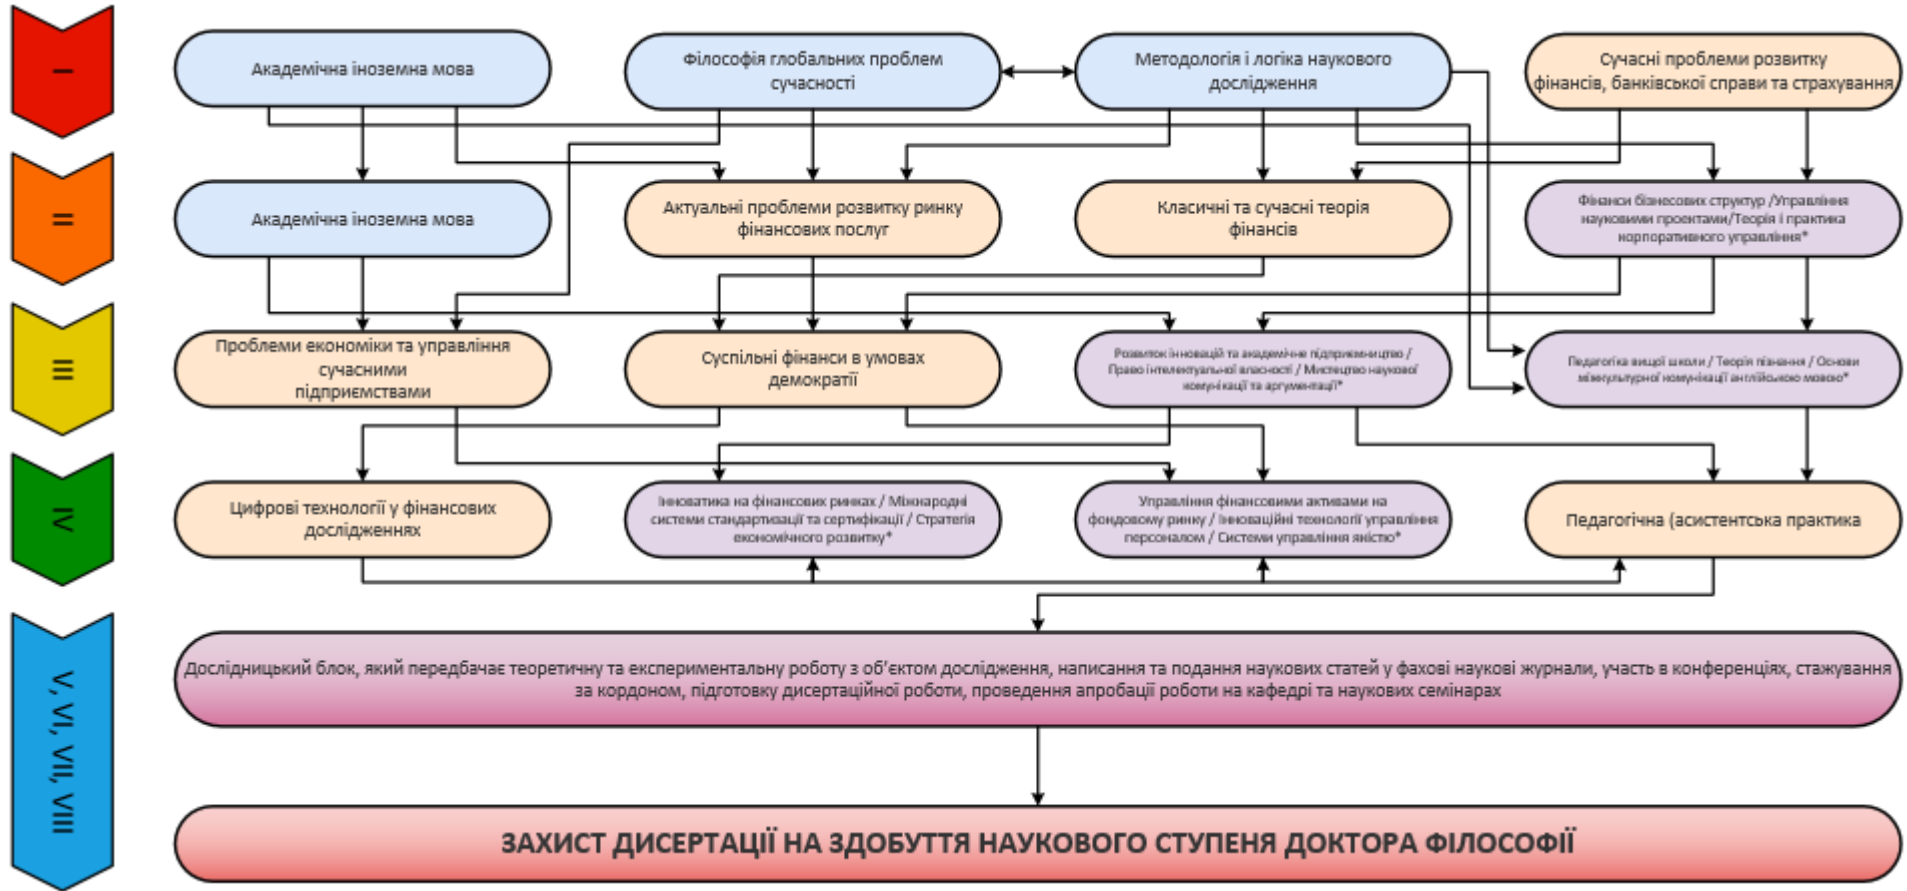 I
Академічна іноземна мова
Філософія глобальних проблем
сучасності
Методологія і логіка наукового
дослідження
Сучасні проблеми розвитку
фінансів, банківської справи та страхування
II
Академічна іноземна мова
Актуальні проблеми розвитку ринку
фінансових послуг
Класичні та сучасні теорія
фінансів
Фінанси бізнесових структур /Управління
науковими проектами/Теорія і практика
корпоративного управління*
III
Проблеми економіки та управління
сучасними
підприємствами
Суспільні фінанси в умовах
демократії
Розвиток інновацій та академічне підприємництво /
Право інтелектуальної власності / Мистецтво наукової
комунікації та аргументації*
Педагогіка вищої школи / Теорія пізнання / Основи
міжкультурної комунікації англійською мовою*
IV
Цифрові технології у фінансових
дослідженнях
Інноватика на фінансових ринках / Міжнародні
системи стандартизації та сертифікації / Стратегія
економічного розвитку*
Управління фінансовими активами на
фондовому ринку / Інноваційні технології управління
персоналом / Системи управління якістю*
Педагогічна (асистентська практика
V, VI, VII, VIII
Дослідницький блок, який передбачає теоретичну та експериментальну роботу з об’єктом дослідження, написання та подання наукових статей у фахові наукові журнали, участь в конференціях, стажування
за кордоном, підготовку дисертаційної роботи, проведення апробації роботи на кафедрі та наукових семінарах
ЗАХИСТ ДИСЕРТАЦІЇ НА ЗДОБУТТЯ НАУКОВОГО СТУПЕНЯ ДОКТОРА ФІЛОСОФІЇ